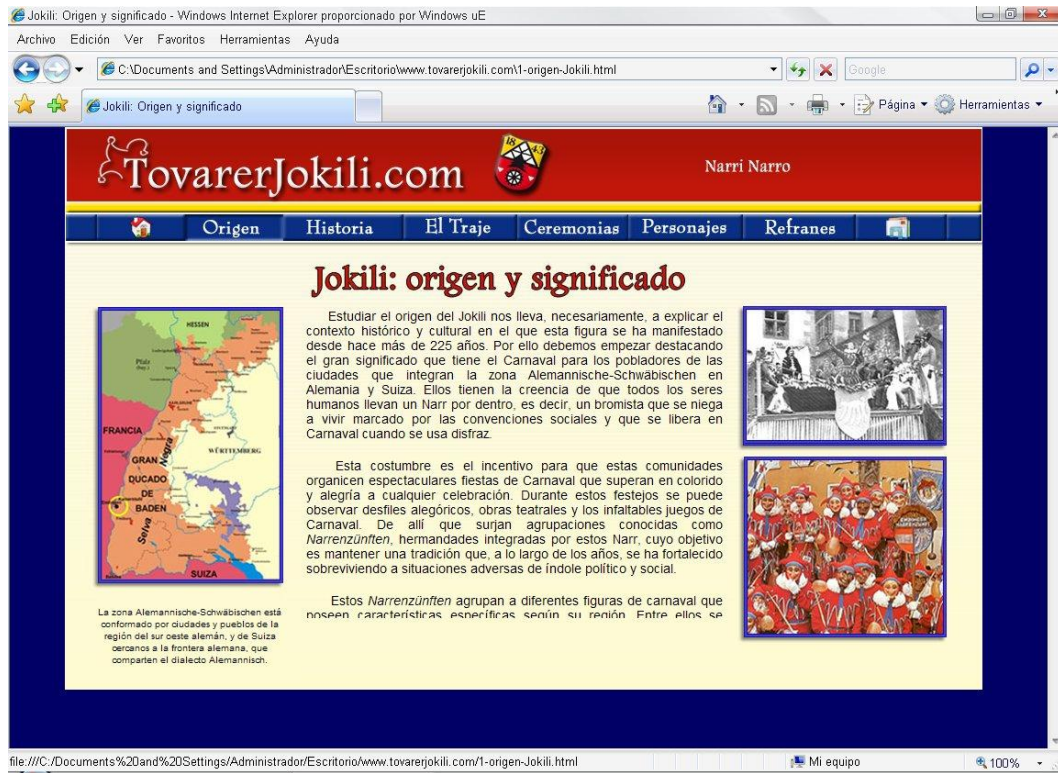 Jokili: Origen y significado - Windows Internet Explorer proporcionado por Windows uE
Archivo Edición Ver Favoritos Herramientas Ayuda
C:\Documents and Settings\Administrador\Escritorio\www.tovarerjokili.com\1-origen-Jokili.html
Google
Jokili: Origen y significado
Página Herramientas
TovarerJokili.com
18 43
Narri Narro
Origen Historia El Traje Ceremonias Personajes Refranes
Jokili: origen y significado
Estudiar el origen del Jokili nos lleva, necesariamente, a explicar el
contexto histórico y cultural en el que esta figura se ha manifestado
desde hace más de 225 años. Por ello debemos empezar destacando
el gran significado que tiene el Carnaval para los pobladores de las
ciudades que integran la zona Alemannische-Schwäbischen en
Alemania y Suiza. Ellos tienen la creencia de que todos los seres
humanos llevan un Narr por dentro, es decir, un bromista que se niega
a vivir marcado por las convenciones sociales y que se libera en
Carnaval cuando se usa disfraz.
Esta costumbre es el incentivo para que estas comunidades
organicen espectaculares fiestas de Carnaval que superan en colorido
y alegría a cualquier celebración. Durante estos festejos se puede
observar desfiles alegóricos, obras teatrales y los infaltables juegos de
Carnaval. De allí que surjan agrupaciones conocidas como
Narrenzünften, hermandades integradas por estos Narr, cuyo objetivo
es mantener una tradición que, a lo largo de los años, se ha fortalecido
sobreviviendo a situaciones adversas de índole político y social.
Estos Narrenzünften agrupan a diferentes figuras de carnaval que
poseen características específicas según su región. Entre ellos se
HESSEN
Pfalz
FRANCIA
WÜRTTEMBERG
GRAN
DUCADO
DE
BADEN
Selva Negra
SUIZA
La zona Alemannische-Schwäbischen está
conformado por ciudades y pueblos de la
región del sur oeste alemán, y de Suiza
cercanos a la frontera alemana, que
comparten el dialecto Alemannisch.
file:///C:/Documents%20and%20Settings/Administrador/Escritorio/www.tovarerjokili.com/1-origen-Jokili.html
Mi equipo
100%